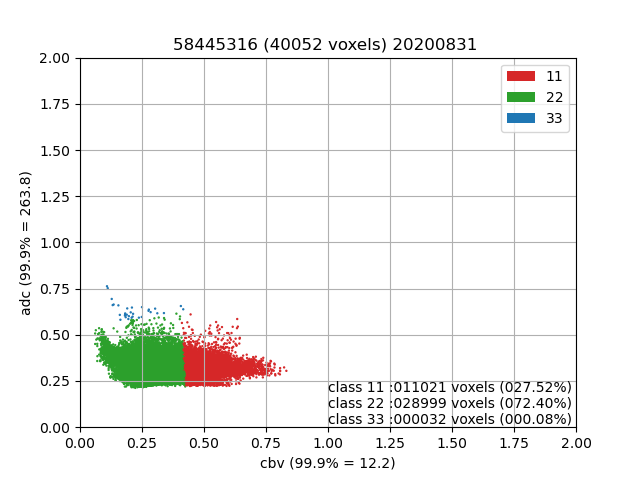 58445316 (40052 voxels) 20200831
11
22
33
2.00
1.75
1.50
1.25
1.00
0.75
0.50
0.25
0.00
adc (99.9% = 263.8)
class 11 :011021 voxels (027.52%)
class 22 :028999 voxels (072.40%)
class 33 :000032 voxels (000.08%)
0.00 0.25 0.50 0.75 1.00 1.25 1.50 1.75 2.00
cbv (99.9% = 12.2)